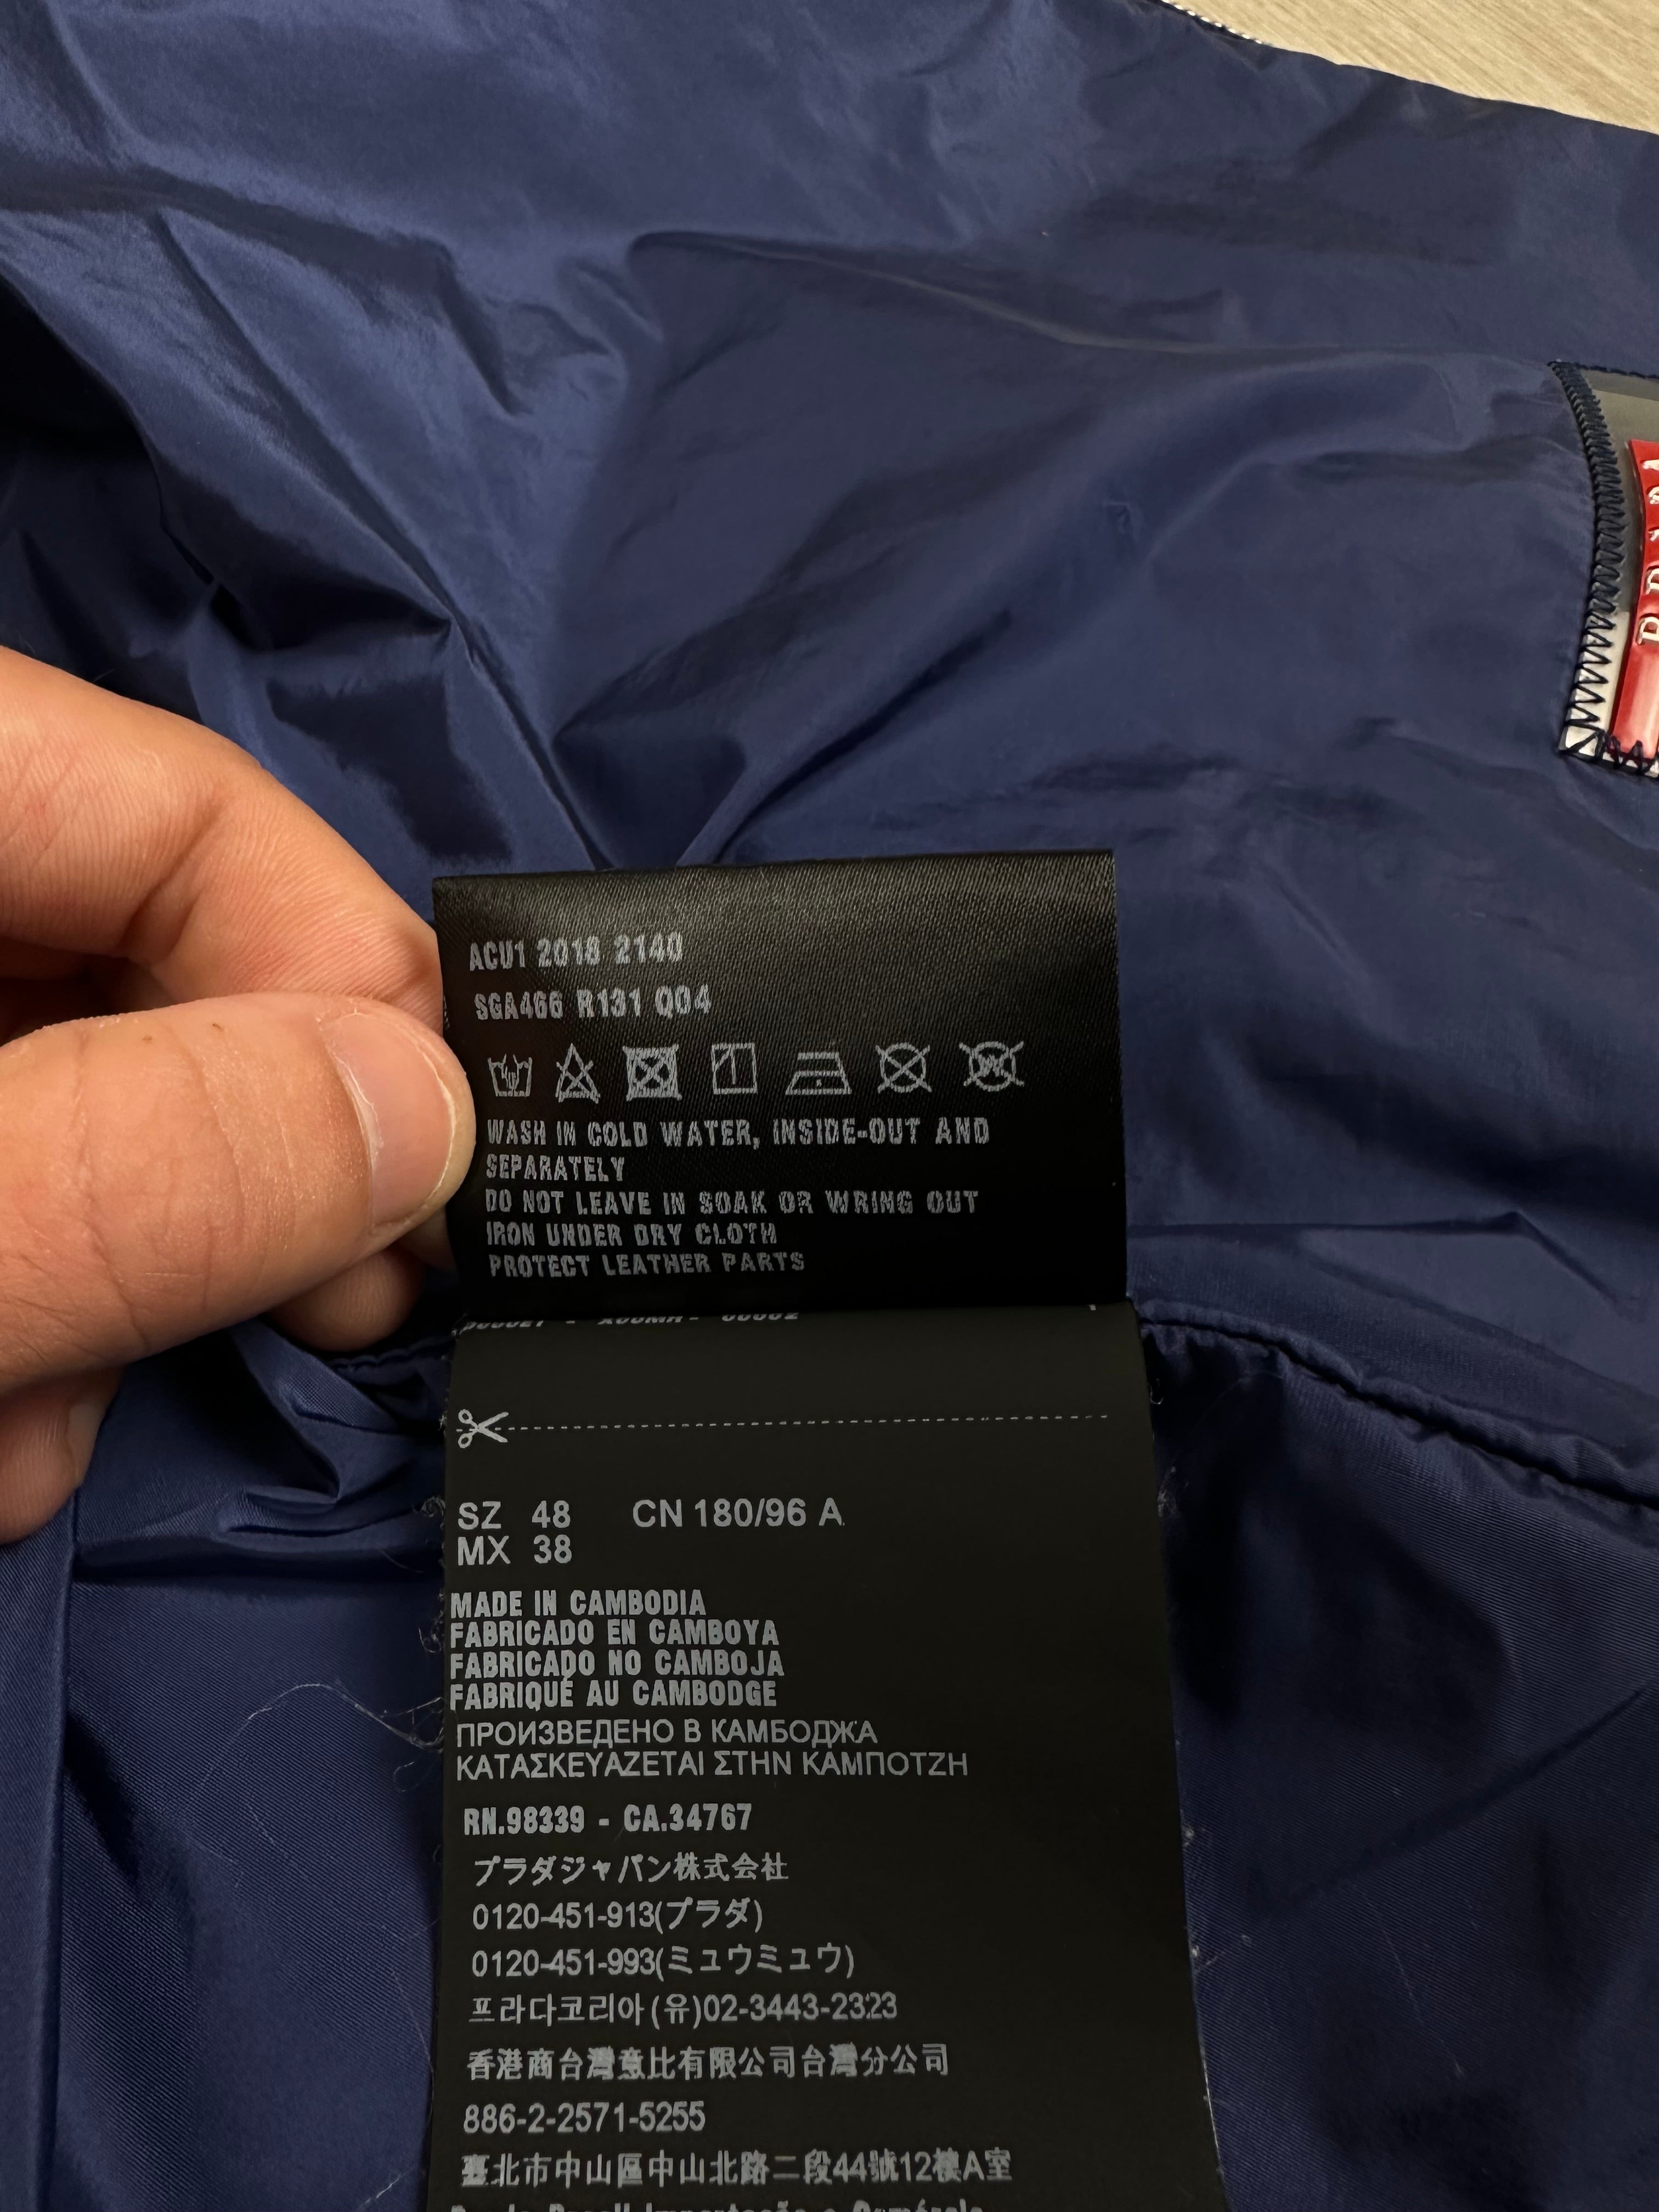 ACU1 2018 2140
SGA466 R131 Q04
WASH IN COLD WATER, INSIDE-OUT AND
SEPARATELY
DO NOT LEAVE IN SOAK OR WRING OUT
IRON UNDER DRY CLOTH
PROTECT LEATHER PARTS
SZ 48 CN 180/96 A
MX 38
MADE IN CAMBODIA
FABRICADO EN CAMBOYA
FABRICADO NO CAMBOJA
FABRIQUÉ AU CAMBODGE
ПРОИЗВЕДЕНО В КАМБОДЖА
ΚΑΤΑΣΚΕΥΑΖΕΤΑΙ ΣΤΗΝ ΚΑΜΠΟΤΖΗ
RN.98339 - CA.34767
プラダジャパン株式会社
0120-451-913(プラダ)
0120-451-993(ミュウミュウ)
프라다코리아(유)02-3443-2323
香港商台灣意比有限公司台灣分公司
886-2-2571-5255
臺北市中山區中山北路二段44號12樓A室